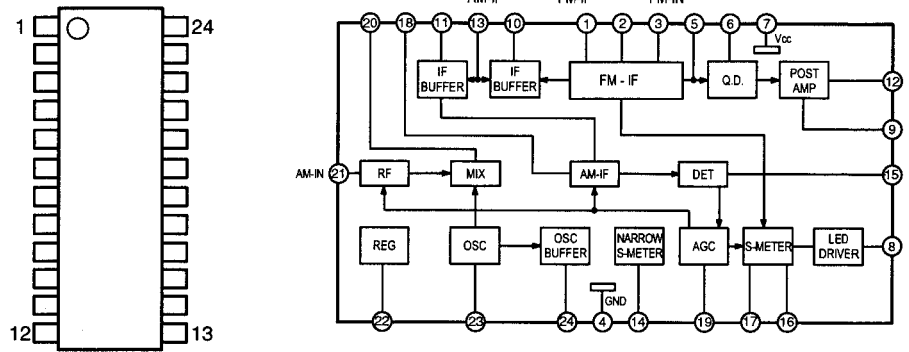 20 18 11 13 10 1 2 3 5 6 7
Vcc
1 24
IF BUFFER IF BUFFER FM - IF Q.D. POST AMP 12
9
AM-IN 21 RF MIX AM-IF DET 15
REG OSC OSC BUFFER NARROW S-METER AGC S-METER LED DRIVER 8
GND
12 13
22 23 24 4 14 19 17 16